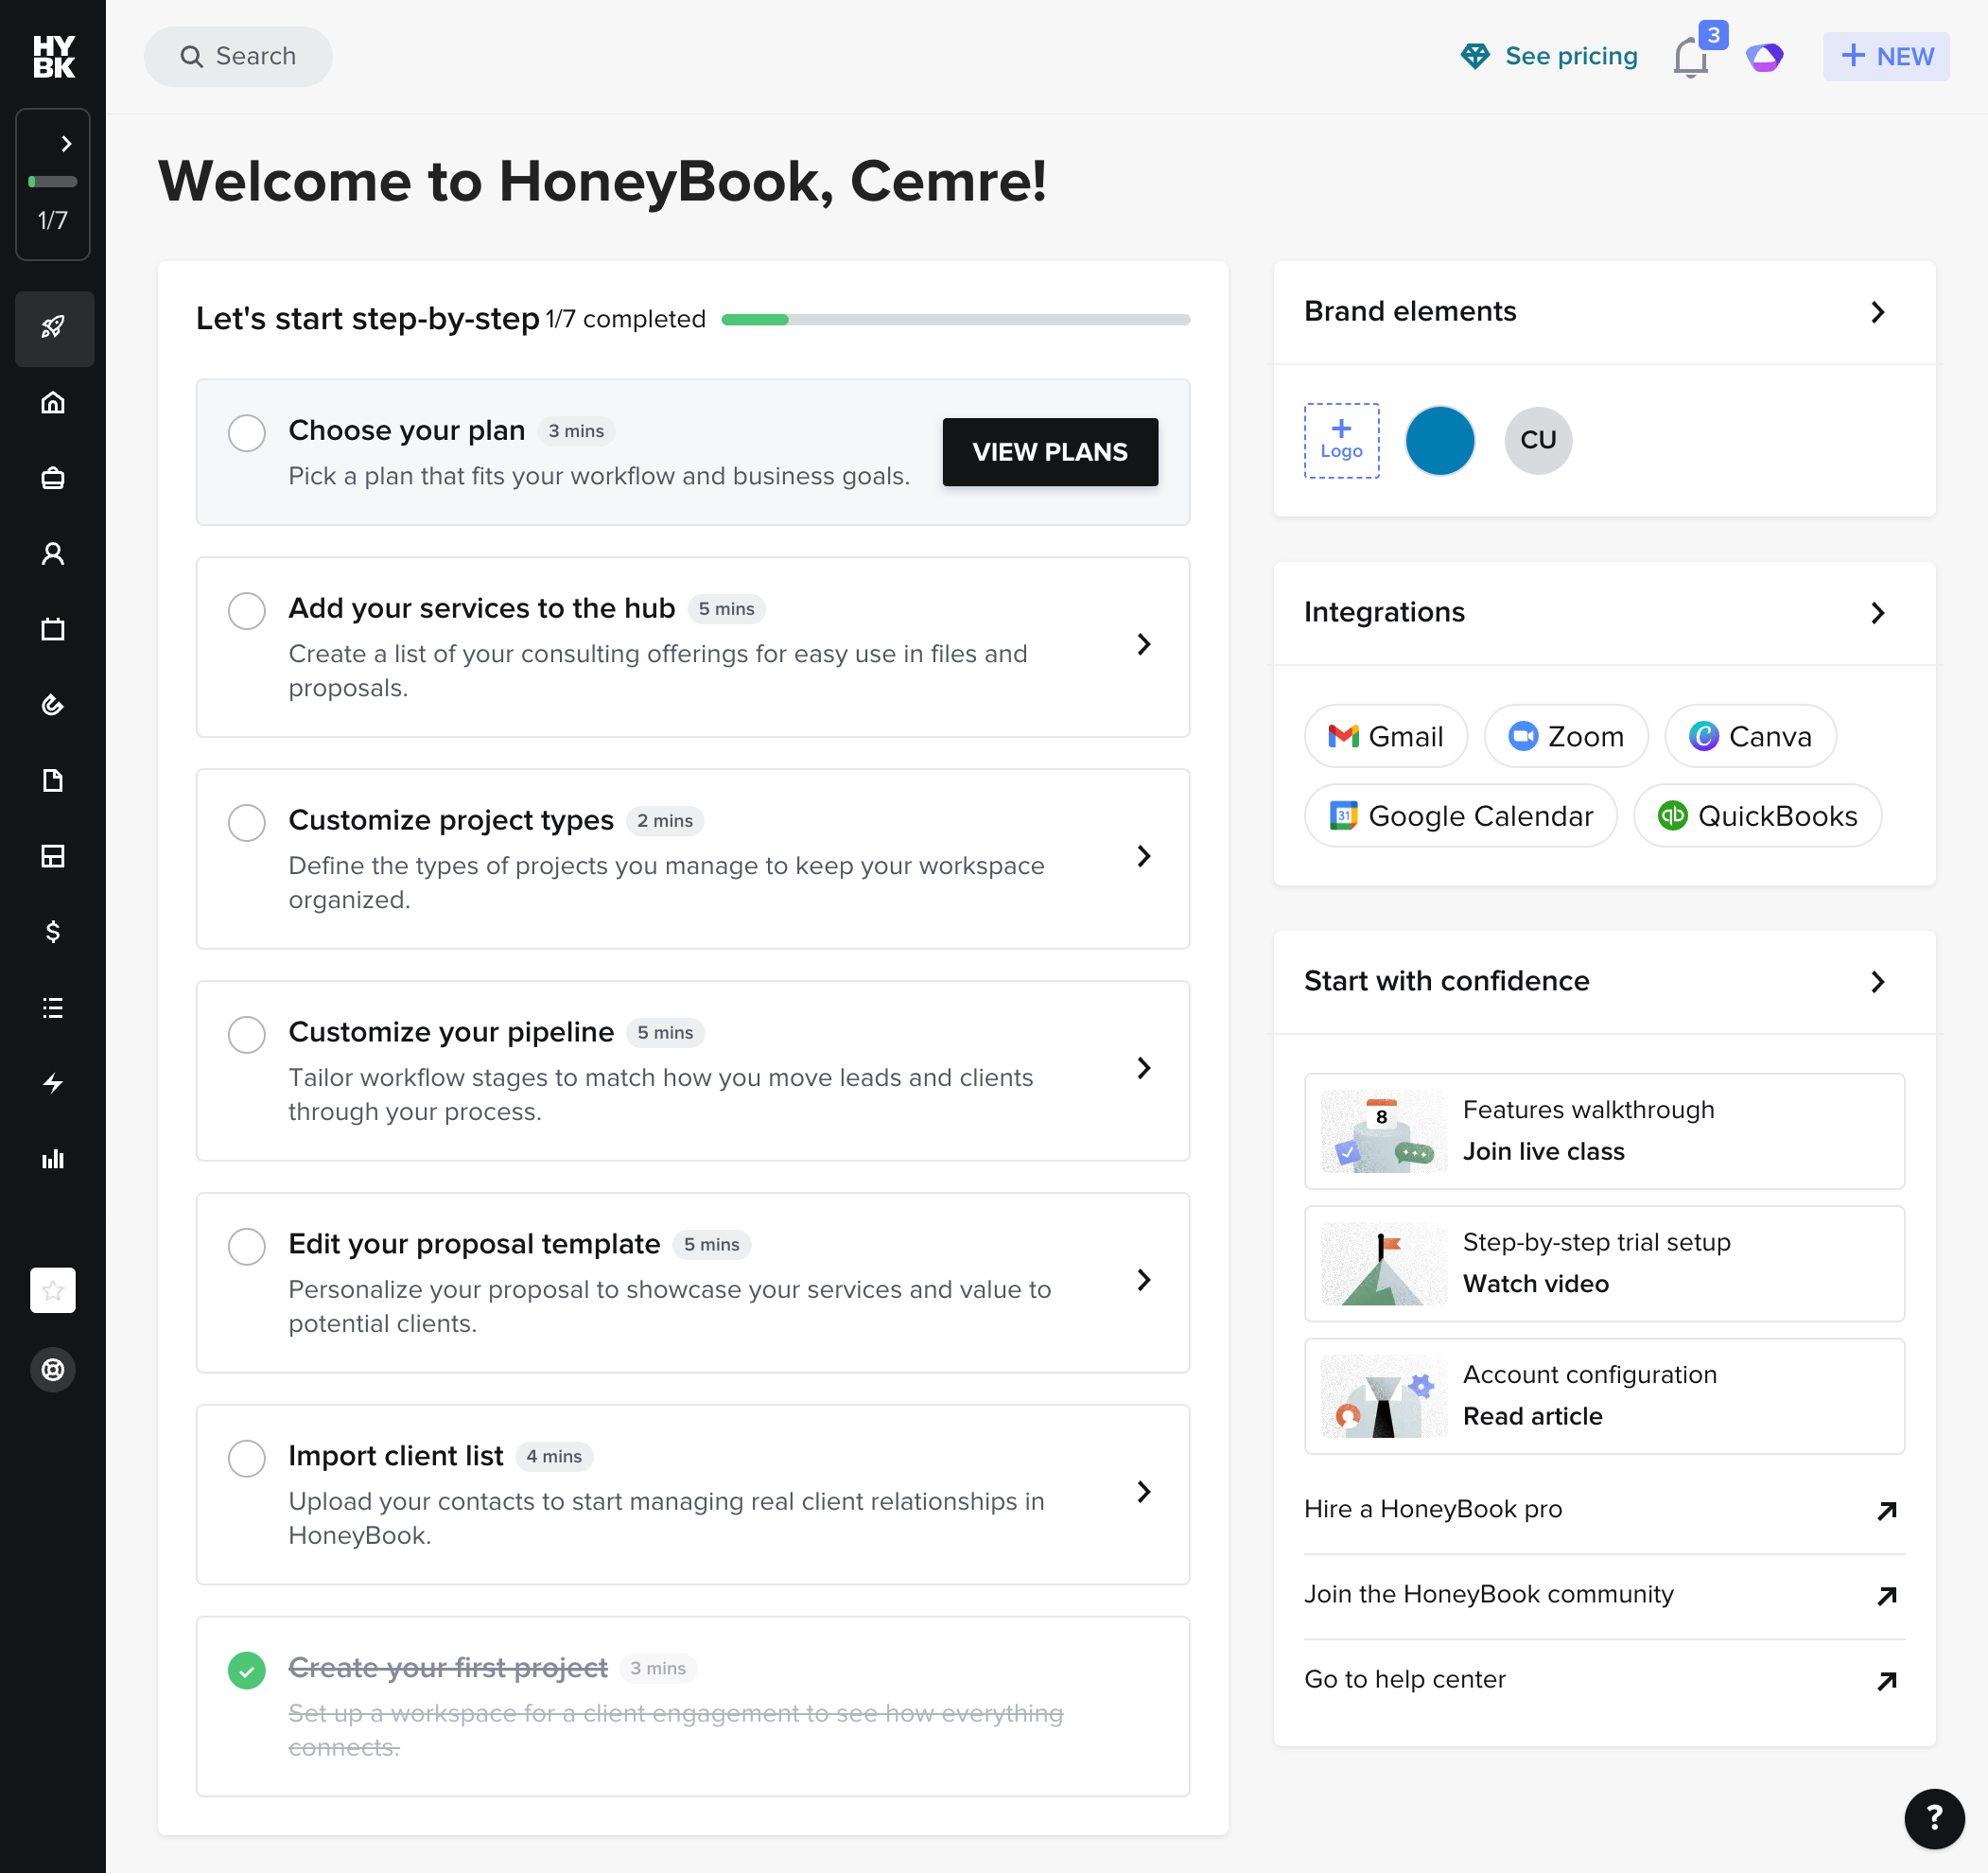 HY
BK
1/7
Search
See pricing
3
+ NEW
Welcome to HoneyBook, Cemre!
Let's start step-by-step 1/7 completed
Choose your plan 3 mins
Pick a plan that fits your workflow and business goals.
VIEW PLANS
Add your services to the hub 5 mins
Create a list of your consulting offerings for easy use in files and
proposals.
Customize project types 2 mins
Define the types of projects you manage to keep your workspace
organized.
Customize your pipeline 5 mins
Tailor workflow stages to match how you move leads and clients
through your process.
Edit your proposal template 5 mins
Personalize your proposal to showcase your services and value to
potential clients.
Import client list 4 mins
Upload your contacts to start managing real client relationships in
HoneyBook.
Create your first project 3 mins
Set up a workspace for a client engagement to see how everything
connects.
Brand elements
+
Logo
CU
Integrations
Gmail
Zoom
Canva
31
Google Calendar
qb
QuickBooks
Start with confidence
8
Features walkthrough
Join live class
Step-by-step trial setup
Watch video
Account configuration
Read article
Hire a HoneyBook pro
Join the HoneyBook community
Go to help center
?